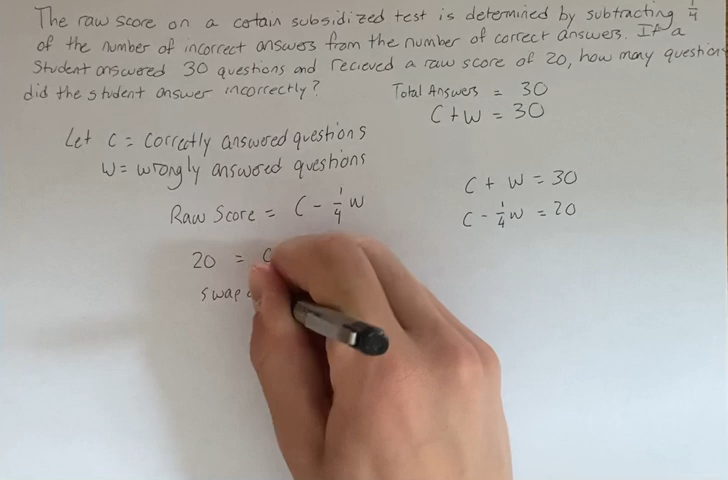 The raw score on a certain subsidized test is determined by subtracting 1/4
of the number of incorrect answers from the number of correct answers. If a
student answered 30 questions and recieved a raw score of 20, how many question
did the student answer incorrectly?
Total Answers = 30
C + W = 30
Let C = Correctly answered questions
W = wrongly answered questions
C + W = 30
Raw Score = C - 1/4 W
C - 1/4 W = 20
20 = C
swap